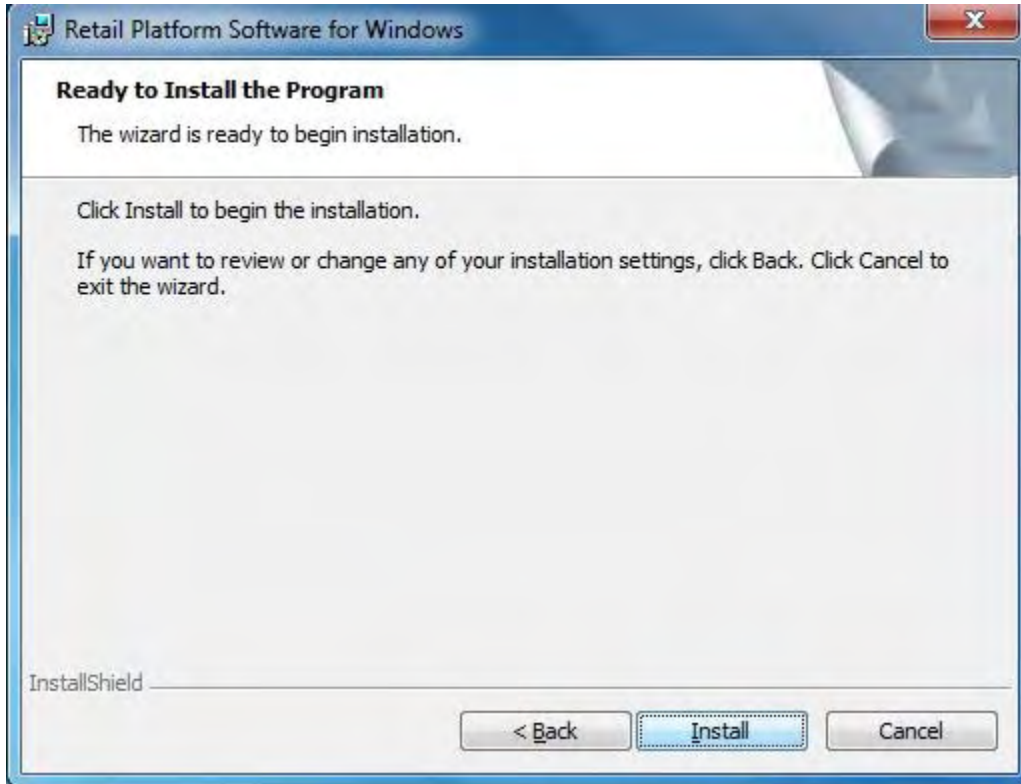 Retail Platform Software for Windows
Ready to Install the Program
The wizard is ready to begin installation.
Click Install to begin the installation.
If you want to review or change any of your installation settings, click Back. Click Cancel to
exit the wizard.
InstallShield
< Back Install Cancel